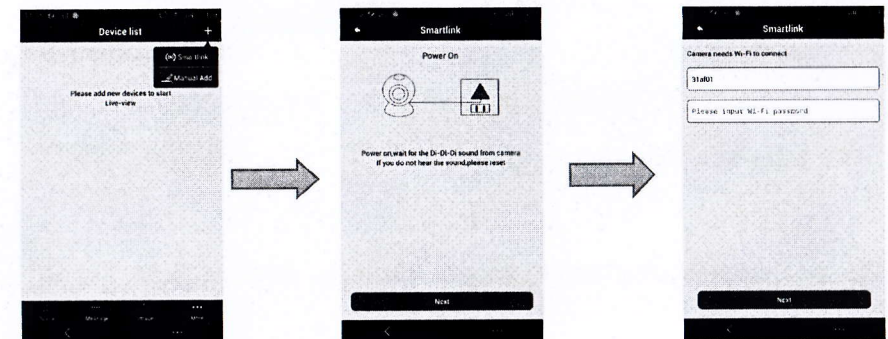 Device list
+
Smartlink
Manual Add
Please add new devices to start
Live-view
Message
Smartlink
Power On
Power on,wait for the Di-Di-Di sound from camera
If you do not hear the sound,please reset
Next
Smartlink
Camera needs Wi-Fi to connect
31af01
Please input Wi-Fi password
Next